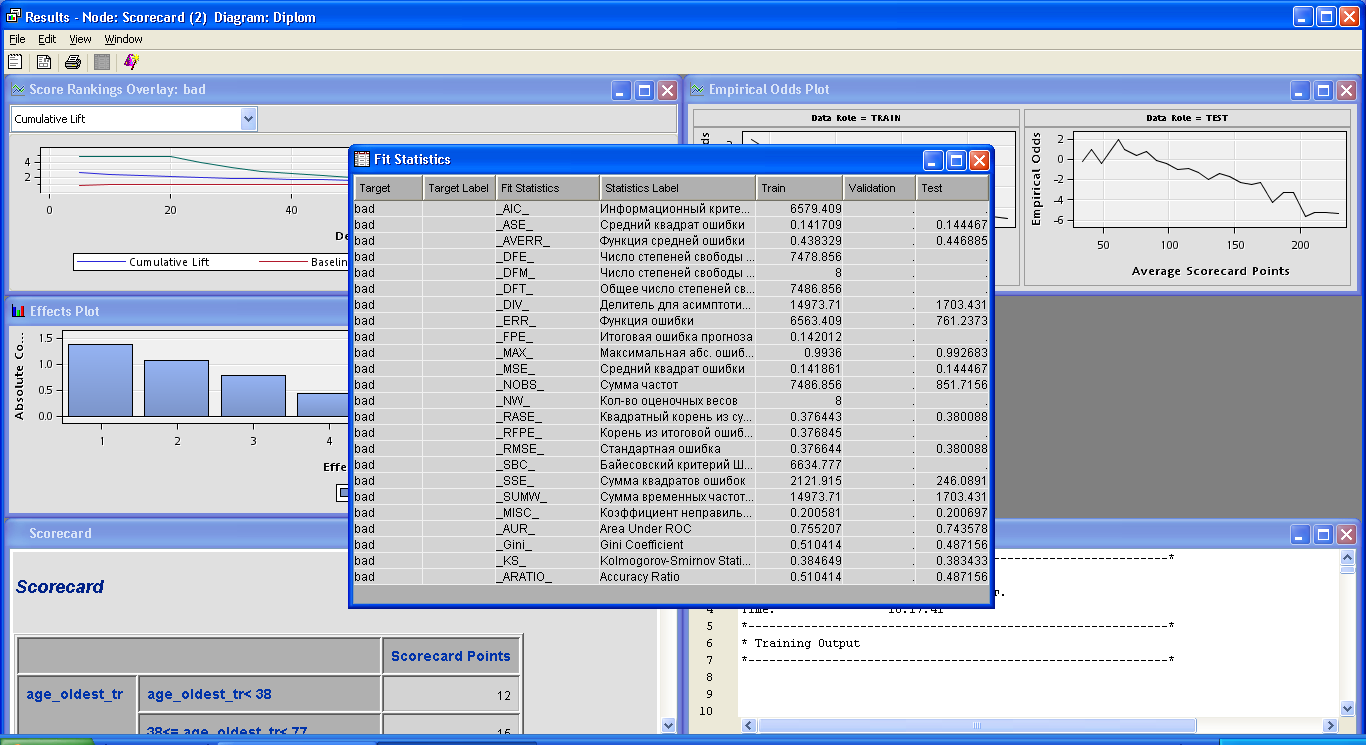 Results - Node: Scorecard (2) Diagram: Diplom
File Edit View Window
Score Rankings Overlay: bad
Cumulative Lift
4
2
0 20 40
Cumulative Lift
Effects Plot
1.5
1.0
0.5
0.0
1 2 3 4
Scorecard
Scorecard
Scorecard Points
age_oldest_tr age_oldest_tr< 38 12
38<= age_oldest_tr< 77
Empirical Odds Plot
Data Role = TRAIN Data Role = TEST
Empirical Odds
2
0
-2
-4
-6
50 100 150 200
Average Scorecard Points
Fit Statistics
Target Target Label Fit Statistics Statistics Label Train Validation Test
bad _AIC_ Информационный крите... 6579.409 . .
bad _ASE_ Средний квадрат ошибки 0.141709 . 0.144467
bad _AVERR_ Функция средней ошибки 0.438329 . 0.446885
bad _DFE_ Число степеней свободы ... 7478.856 . .
bad _DFM_ Число степеней свободы ... 8 . .
bad _DFT_ Общее число степеней св... 7486.856 . .
bad _DIV_ Делитель для асимптоти... 14973.71 . 1703.431
bad _ERR_ Функция ошибки 6563.409 . 761.2373
bad _FPE_ Итоговая ошибка прогноза 0.142012 . .
bad _MAX_ Максимальная абс. ошиб... 0.9936 . 0.992683
bad _MSE_ Средний квадрат ошибки 0.141861 . 0.144467
bad _NOBS_ Сумма частот 7486.856 . 851.7156
bad _NW_ Кол-во оценочных весов 8 . .
bad _RASE_ Квадратный корень из су... 0.376443 . 0.380088
bad _RFPE_ Корень из итоговой ошиб... 0.376845 . .
bad _RMSE_ Стандартная ошибка 0.376644 . 0.380088
bad _SBC_ Байесовский критерий Ш... 6634.777 . .
bad _SSE_ Сумма квадратов ошибок 2121.915 . 246.0891
bad _SUMW_ Сумма временных частот... 14973.71 . 1703.431
bad _MISC_ Коэффициент неправиль... 0.200581 . 0.200697
bad _AUR_ Area Under ROC 0.755207 . 0.743578
bad _Gini_ Gini Coefficient 0.510414 . 0.487156
bad _KS_ Kolmogorov-Smirnov Stati... 0.384649 . 0.383433
bad _ARATIO_ Accuracy Ratio 0.510414 . 0.487156
5 *------------------------------------------------------------*
6 * Training Output
7 *------------------------------------------------------------*
8
9
10